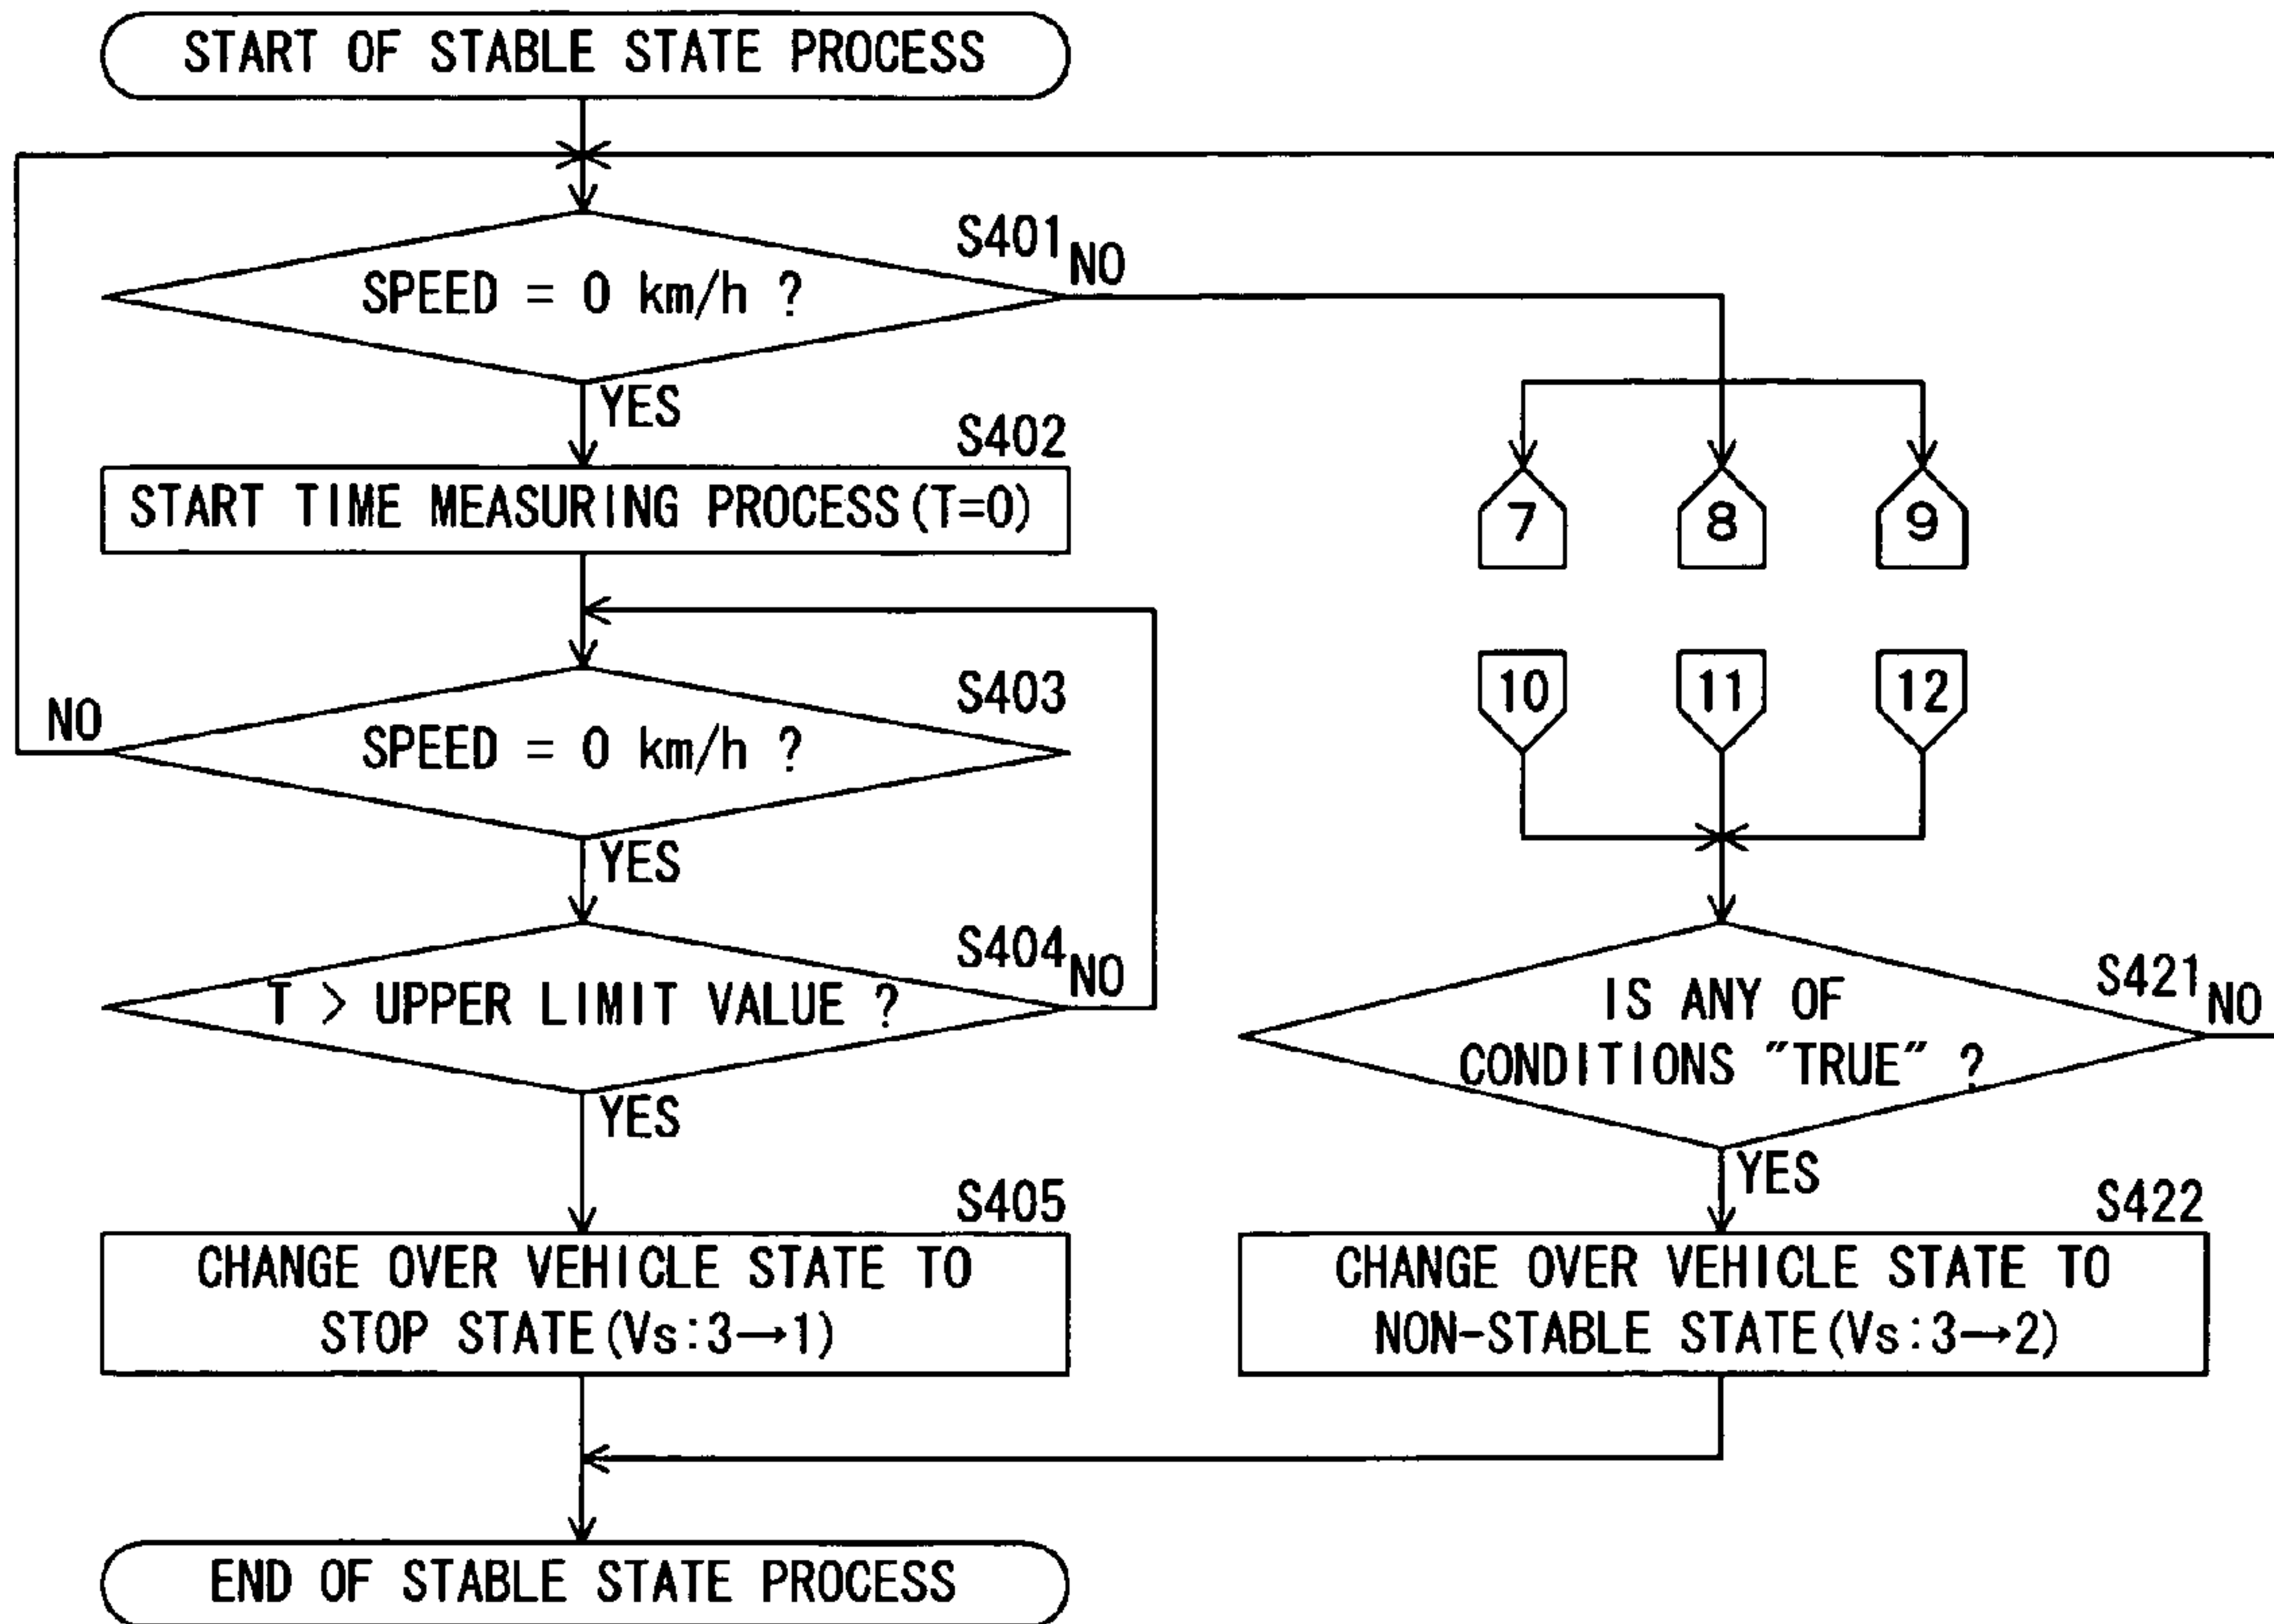 START OF STABLE STATE PROCESS
S401
NO
SPEED = 0 km/h ?
YES
S402
START TIME MEASURING PROCESS(T=0)
7
8
9
S403
NO
SPEED = 0 km/h ?
10
11
12
YES
S404
NO
T > UPPER LIMIT VALUE ?
YES
S421
NO
IS ANY OF
CONDITIONS "TRUE" ?
YES
S405
CHANGE OVER VEHICLE STATE TO
STOP STATE(Vs:3→1)
S422
CHANGE OVER VEHICLE STATE TO
NON-STABLE STATE(Vs:3→2)
END OF STABLE STATE PROCESS